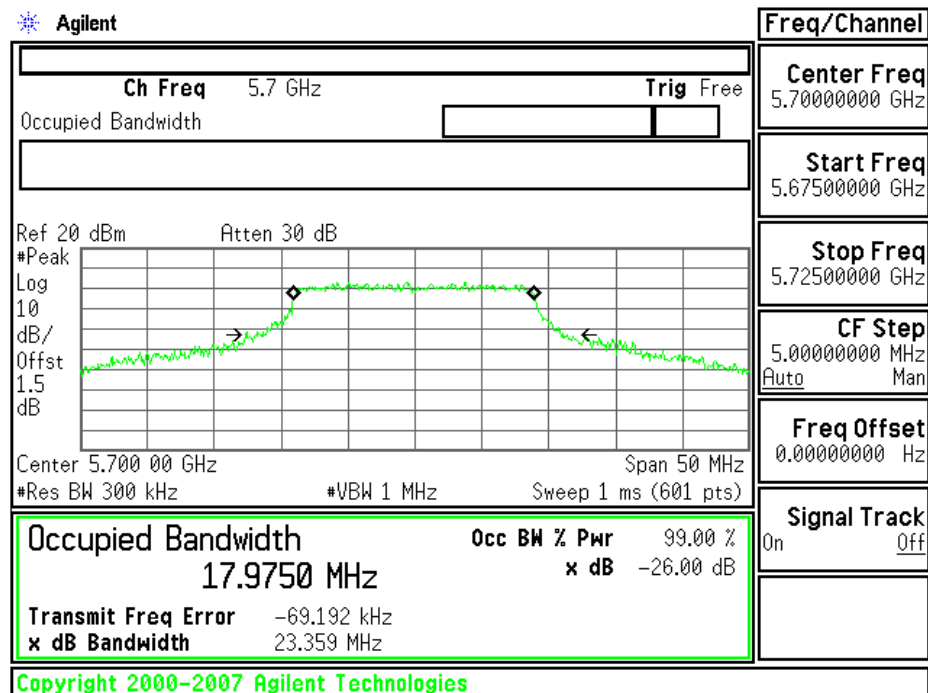 Agilent
Freq/Channel
Ch Freq 5.7 GHz Trig Free
Occupied Bandwidth
Center Freq
5.70000000 GHz
Start Freq
5.67500000 GHz
Stop Freq
5.72500000 GHz
CF Step
5.00000000 MHz
Auto Man
Freq Offset
0.00000000 Hz
Signal Track
On Off
Ref 20 dBm Atten 30 dB
#Peak
Log
10
dB/
Offst
1.5
dB
Center 5.700 00 GHz Span 50 MHz
#Res BW 300 kHz #VBW 1 MHz Sweep 1 ms (601 pts)
Occupied Bandwidth
17.9750 MHz
Occ BW % Pwr 99.00 %
x dB -26.00 dB
Transmit Freq Error -69.192 kHz
x dB Bandwidth 23.359 MHz
Copyright 2000-2007 Agilent Technologies